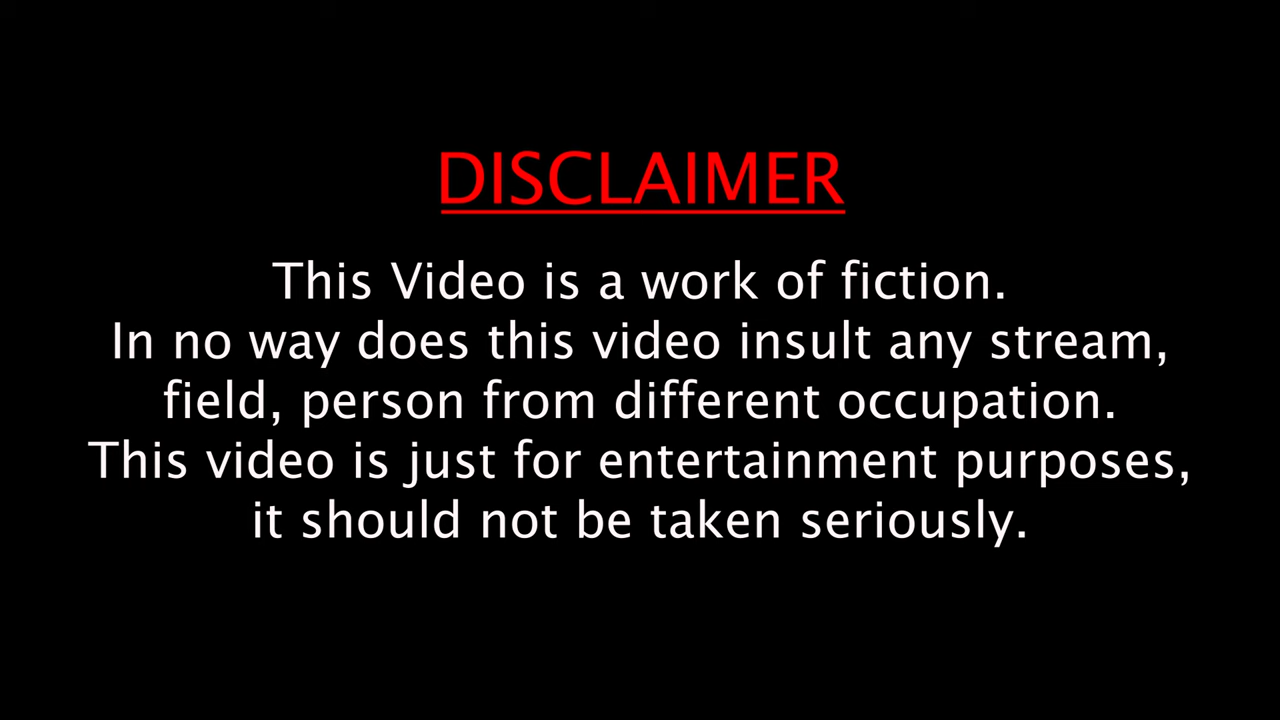 DISCLAIMER
This Video is a work of fiction.
In no way does this video insult any stream,
field, person from different occupation.
This video is just for entertainment purposes,
it should not be taken seriously.